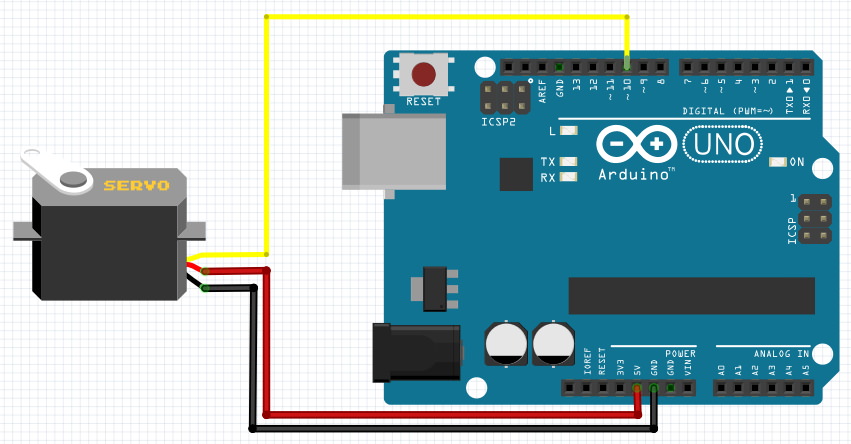 RESET
ICSP2
AREF
GND
13
12
~11
~10
~9
8
7
~6
~5
4
~3
2
TX0▶1
RX0◀0
DIGITAL (PWM=~)
L
TX
RX
Arduino™
UNO
ON
1
ICSP
SERVO
POWER
ANALOG IN
IOREF
RESET
3V3
5V
GND
GND
VIN
A0
A1
A2
A3
A4
A5